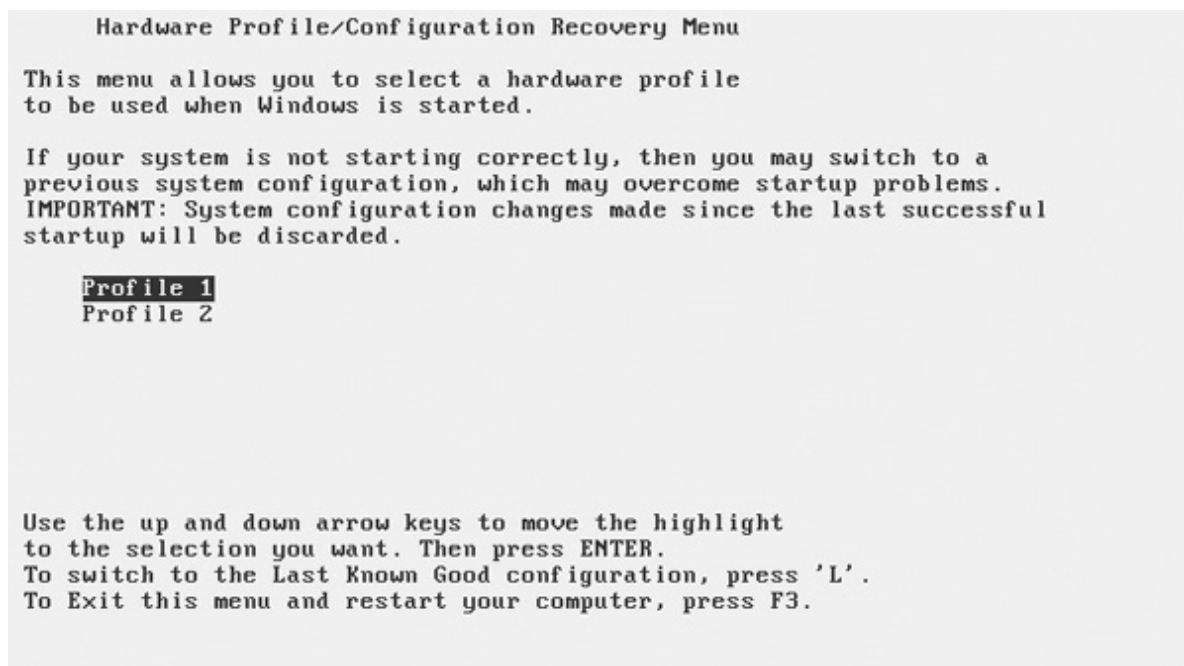 Hardware Profile/Configuration Recovery Menu
This menu allows you to select a hardware profile
to be used when Windows is started.
If your system is not starting correctly, then you may switch to a
previous system configuration, which may overcome startup problems.
IMPORTANT: System configuration changes made since the last successful
startup will be discarded.
Profile 1
Profile 2
Use the up and down arrow keys to move the highlight
to the selection you want. Then press ENTER.
To switch to the Last Known Good configuration, press 'L'.
To Exit this menu and restart your computer, press F3.